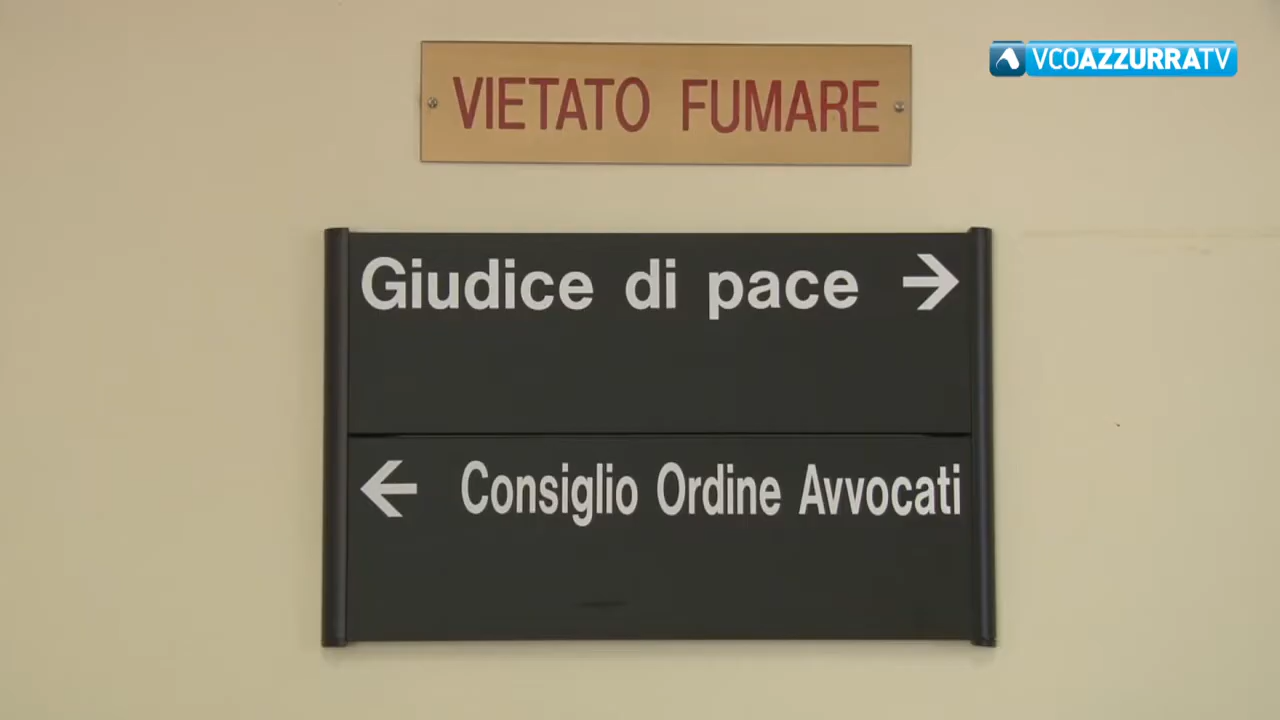 VCOAZZURRATV
VIETATO FUMARE
Giudice di pace →
← Consiglio Ordine Avvocati